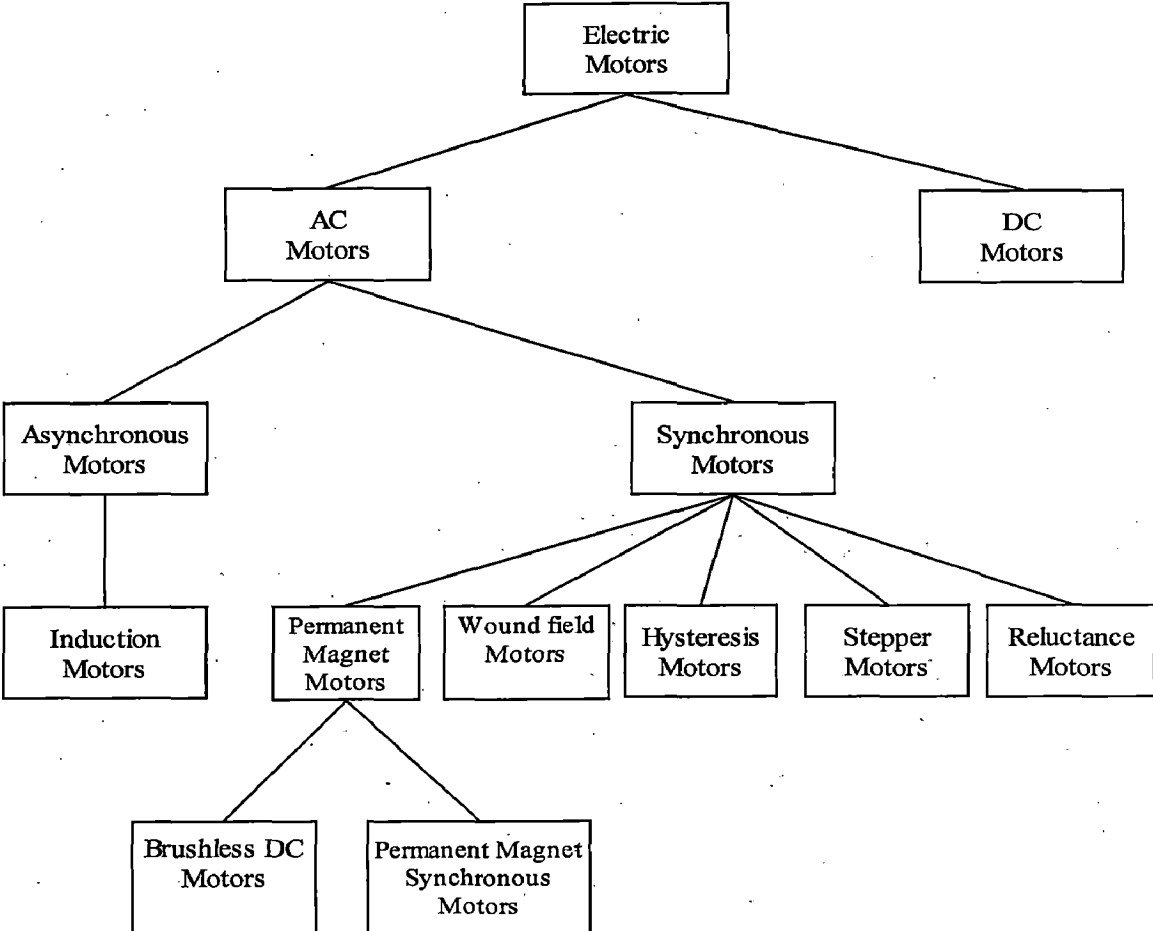 Electric
Motors
AC
Motors
DC
Motors
Asynchronous
Motors
Synchronous
Motors
Induction
Motors
Permanent
Magnet
Motors
Wound field
Motors
Hysteresis
Motors
Stepper
Motors
Reluctance
Motors
Brushless DC
Motors
Permanent Magnet
Synchronous
Motors